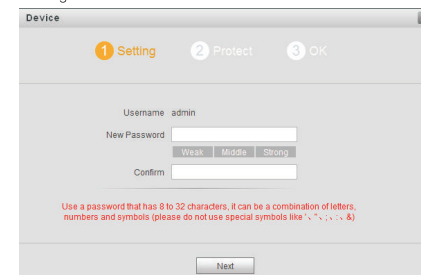 Device
1 Setting 2 Protect 3 OK
Username admin
New Password
Weak Middle Strong
Confirm
Use a password that has 8 to 32 characters, it can be a combination of letters,
numbers and symbols (please do not use special symbols like ' 、 " 、 ; 、 : 、 &)
Next